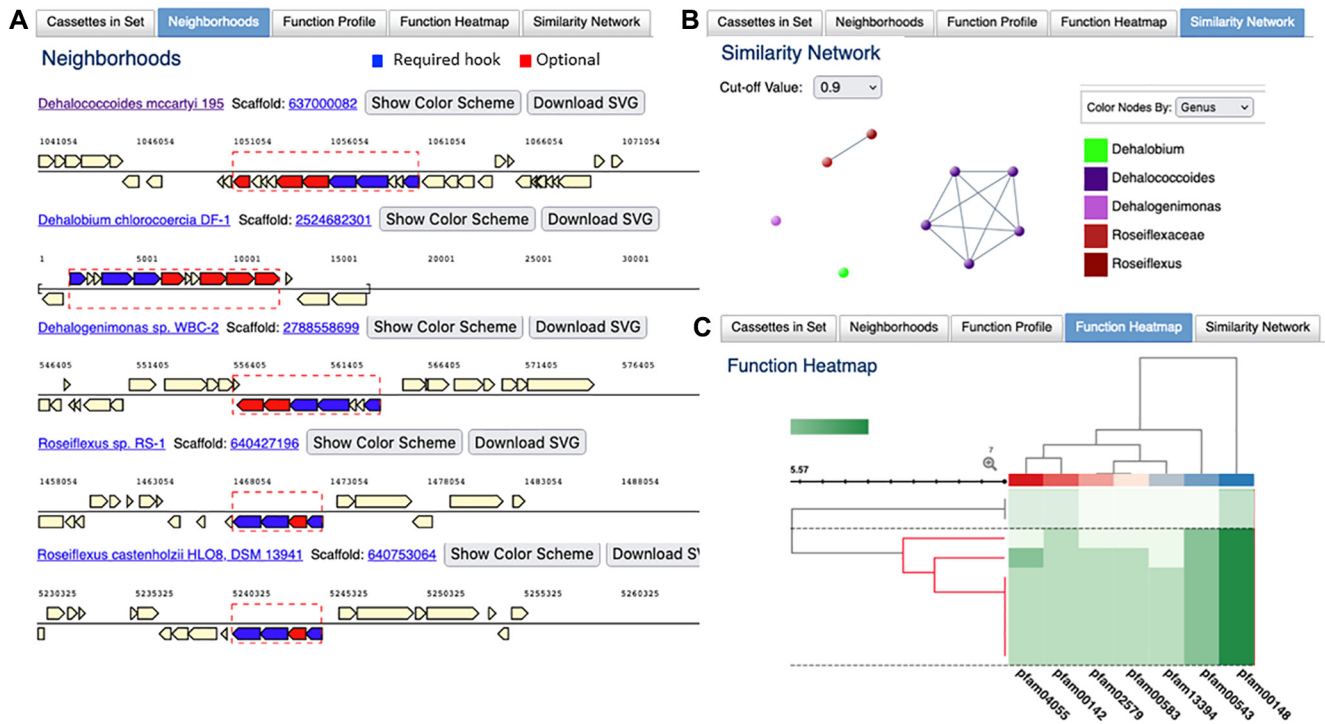 A
Cassettes in Set Neighborhoods Function Profile Function Heatmap Similarity Network
Neighborhoods
Required hook Optional
Dehalococcoides mccartyi 195 Scaffold: 637000082 Show Color Scheme Download SVG
1041054 1046054 1051054 1056054 1061054 1066054 1071054
Dehalobium chlorocoercia DF-1 Scaffold: 2524682301 Show Color Scheme Download SVG
1 5001 10001 15001 20001 25001 30001
Dehalogenimonas sp. WBC-2 Scaffold: 2788558699 Show Color Scheme Download SVG
546405 551405 556405 561405 566405 571405 576405
Roseiflexus sp. RS-1 Scaffold: 640427196 Show Color Scheme Download SVG
1458054 1463054 1468054 1473054 1478054 1483054 1488054
Roseiflexus castenholzii HLO8, DSM 13941 Scaffold: 640753064 Show Color Scheme Download SV
5230325 5235325 5240325 5245325 5250325 5255325 5260325
B
Cassettes in Set Neighborhoods Function Profile Function Heatmap Similarity Network
Similarity Network
Cut-off Value: 0.9
Color Nodes By: Genus
Dehalobium
Dehalococcoides
Dehalogenimonas
Roseiflexaceae
Roseiflexus
C
Cassettes in Set Neighborhoods Function Profile Function Heatmap Similarity Network
Function Heatmap
7
5.57
pfam04055 pfam00142 pfam02579 pfam00583 pfam13394 pfam00543 pfam00148